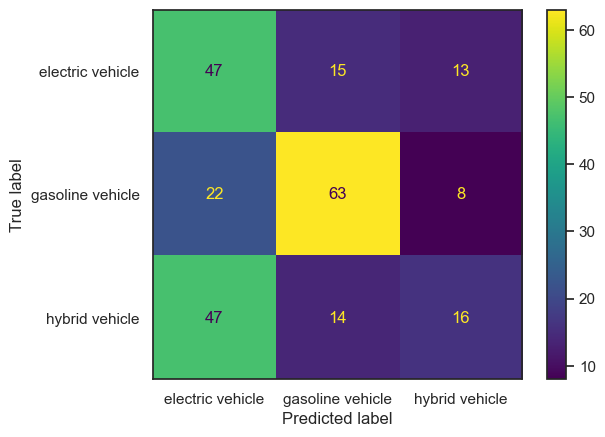 True label
electric vehicle 47 15 13
gasoline vehicle 22 63 8
hybrid vehicle 47 14 16
electric vehicle gasoline vehicle hybrid vehicle
Predicted label
60
50
40
30
20
10